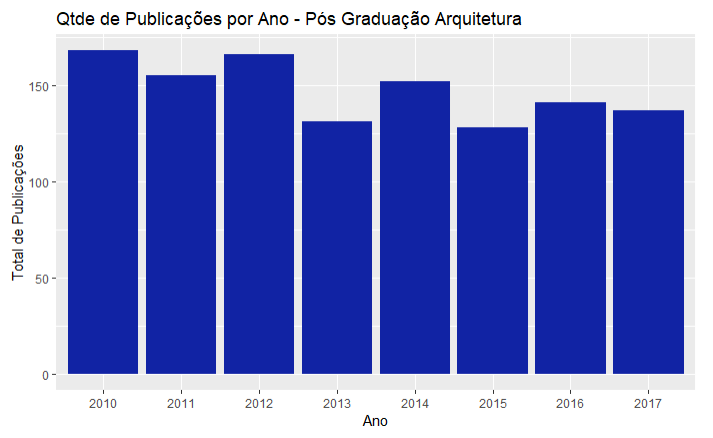 Qtde de Publicações por Ano - Pós Graduação Arquitetura
Total de Publicações
150
100
50
0
2010 2011 2012 2013 2014 2015 2016 2017
Ano